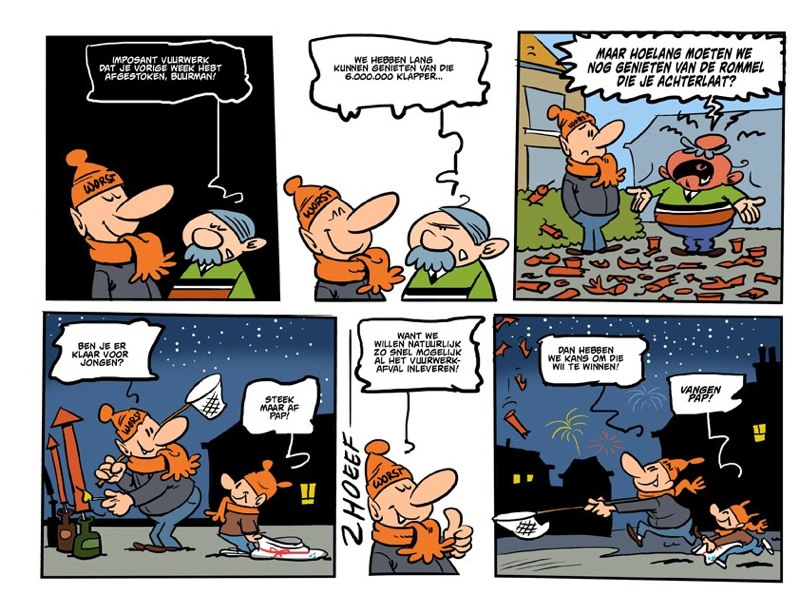 IMPOSANT VUURWERK
DAT JE VORIGE WEEK HEBT
AFGESTOKEN, BUURMAN!
WORST
WE HEBBEN LANG
KUNNEN GENIETEN VAN DIE
6.000.000 KLAPPER...
WORST
MAAR HOELANG MOETEN WE
NOG GENIETEN VAN DE ROMMEL
DIE JE ACHTERLAAT?
WORST
BEN JE ER
KLAAR VOOR
JONGEN?
STEEK
MAAR AF
PAP!
WORST
WANT WE
WILLEN NATUURLIJK
ZO SNEL MOGELIJK
AL HET VUURWERK-
AFVAL INLEVEREN!
WORST
2HOEEF
DAN HEBBEN
WE KANS OM DIE
WII TE WINNEN!
VANGEN
PAP!